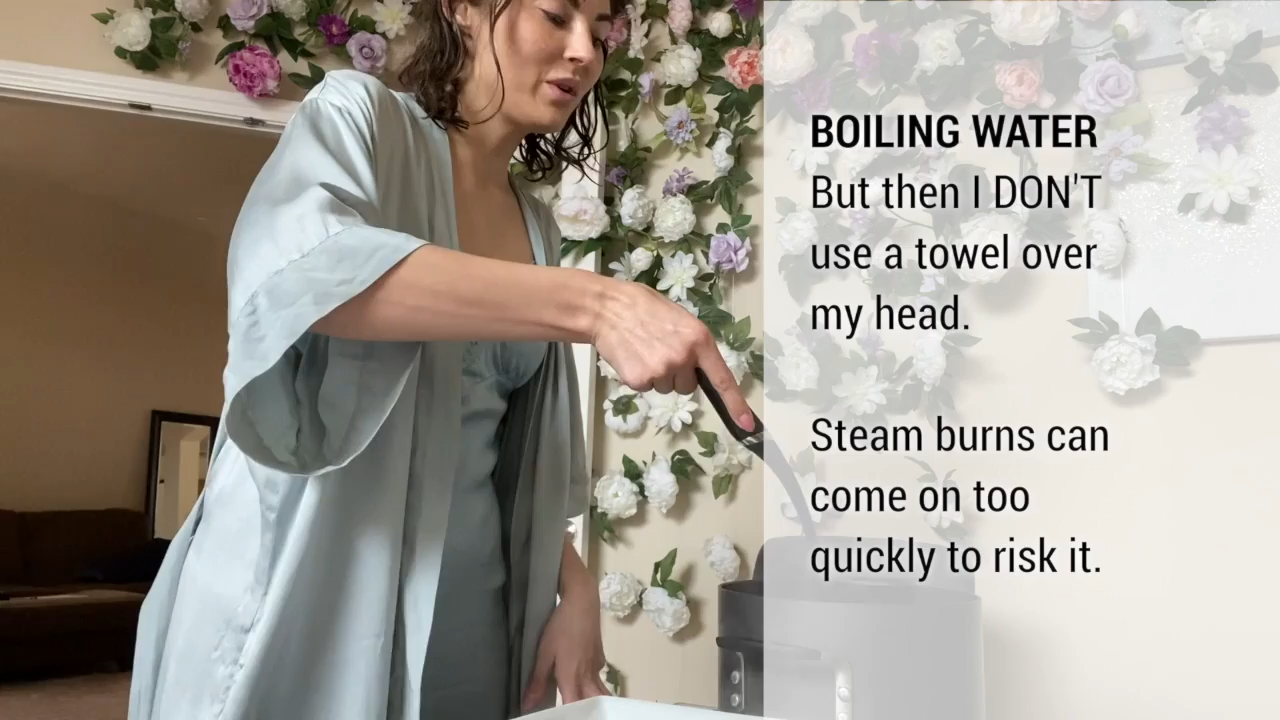 BOILING WATER
But then I DON'T
use a towel over
my head.
Steam burns can
come on too
quickly to risk it.